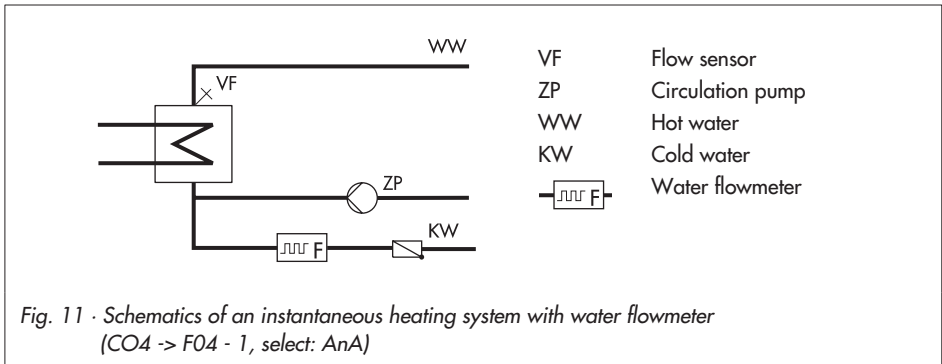 WW
VF
ZP
KW
F
VF Flow sensor
ZP Circulation pump
WW Hot water
KW Cold water
F Water flowmeter
Fig. 11 · Schematics of an instantaneous heating system with water flowmeter
(CO4 -> F04 - 1, select: AnA)